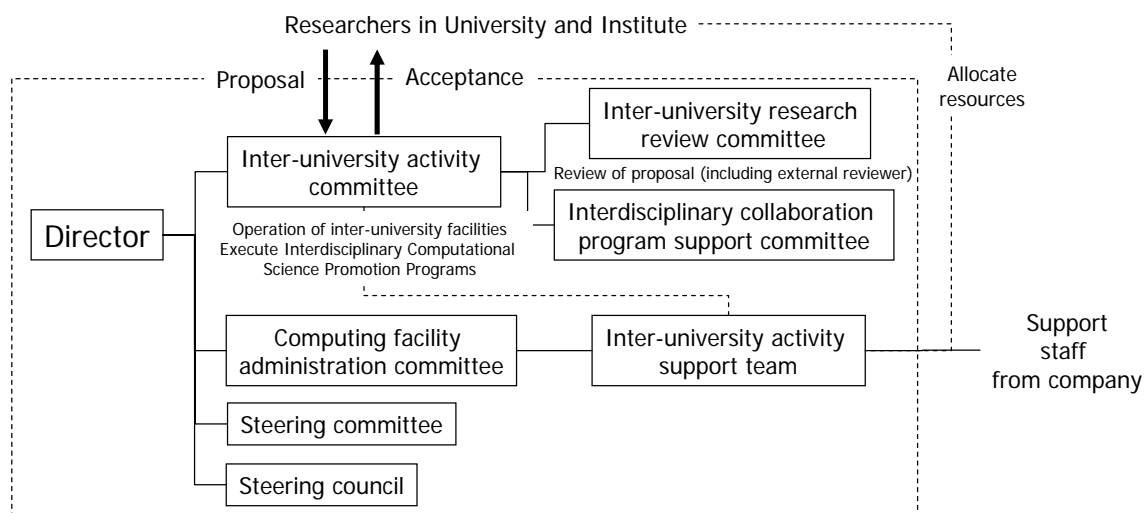 Researchers in University and Institute
Proposal
Acceptance
Allocate
resources
Inter-university research
review committee
Inter-university activity
committee
Review of proposal (including external reviewer)
Interdisciplinary collaboration
program support committee
Director
Operation of inter-university facilities
Execute Interdisciplinary Computational
Science Promotion Programs
Computing facility
administration committee
Inter-university activity
support team
Support
staff
from company
Steering committee
Steering council